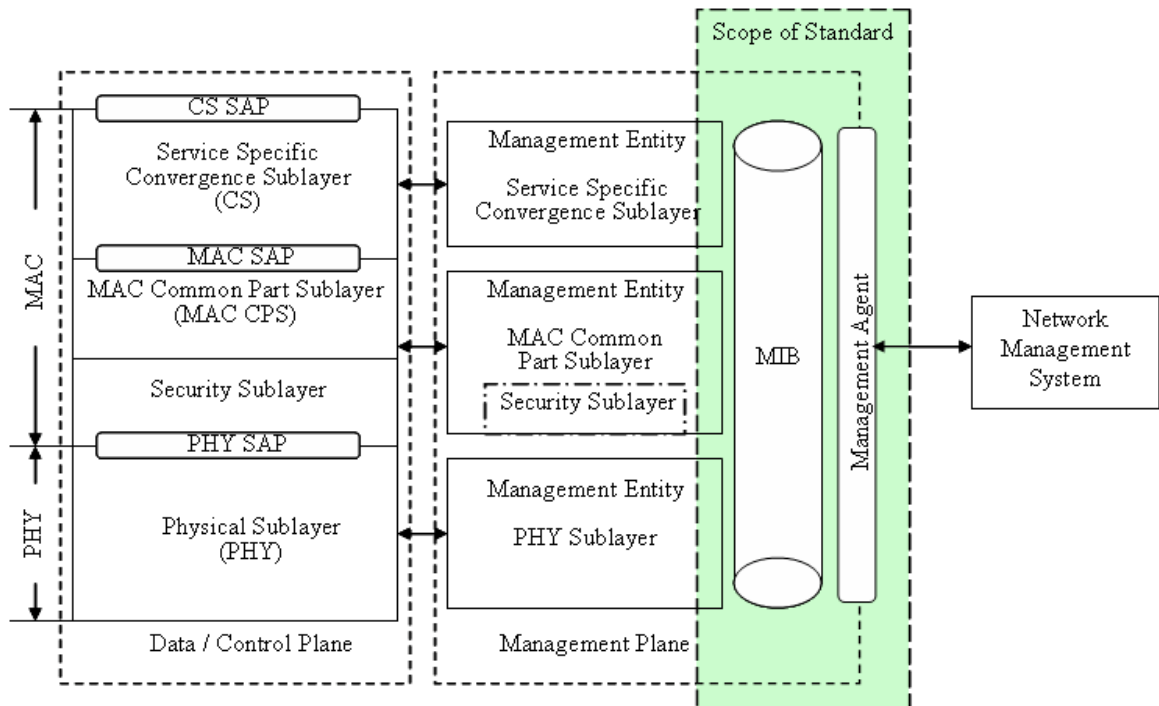 Scope of Standard
CS SAP
Service Specific
Convergence Sublayer
(CS)
MAC SAP
MAC Common Part Sublayer
(MAC CPS)
Security Sublayer
PHY SAP
Physical Sublayer
(PHY)
Data / Control Plane
MAC
PHY
Management Entity
Service Specific
Convergence Sublayer
Management Entity
MAC Common
Part Sublayer
Security Sublayer
Management Entity
PHY Sublayer
Management Plane
MIB
Management Agent
Network
Management
System